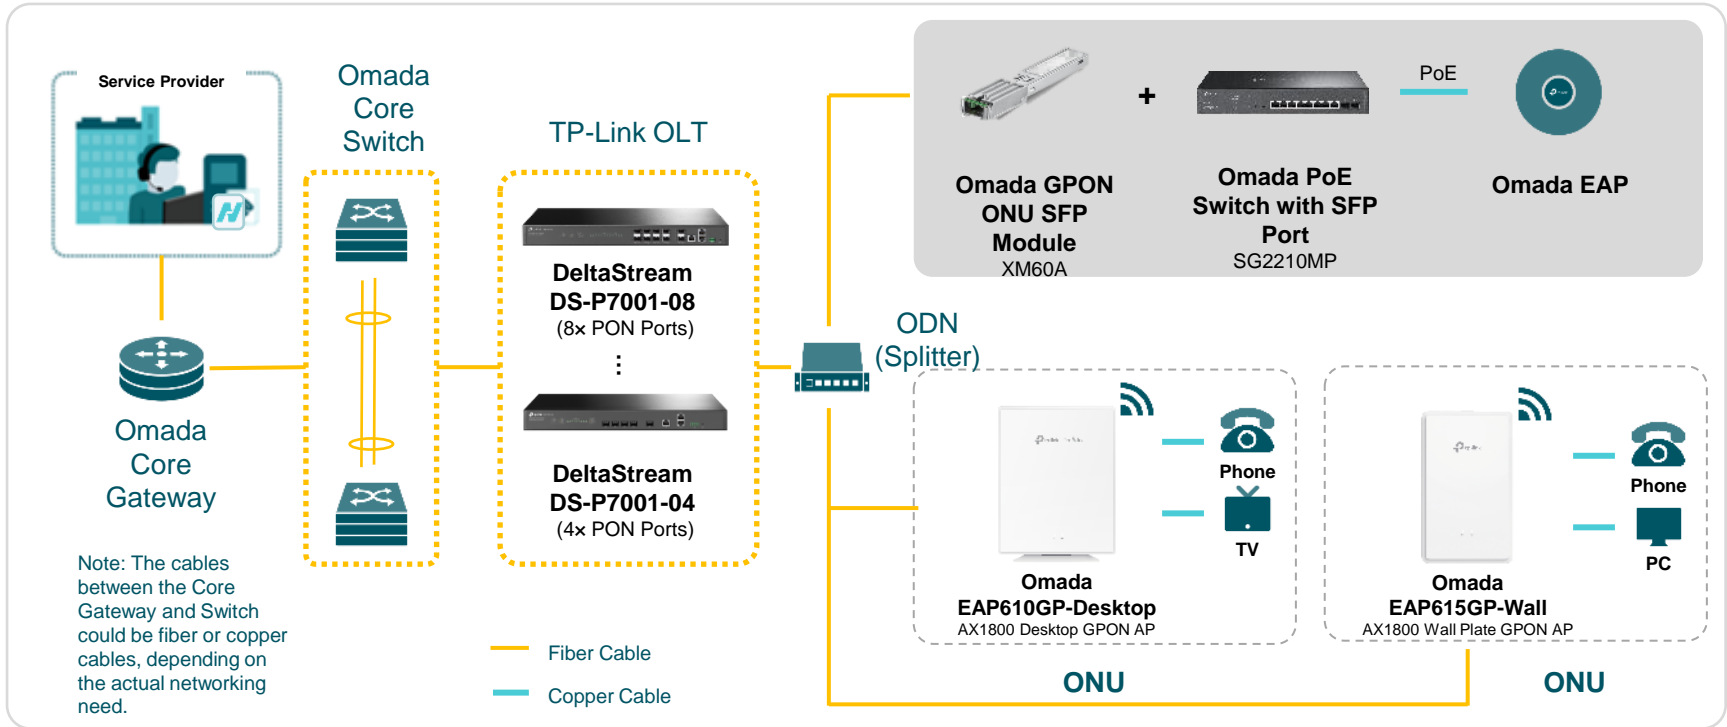 Service Provider
Omada
Core
Switch
TP-Link OLT
DeltaStream
DS-P7001-08
(8× PON Ports)
⋮
DeltaStream
DS-P7001-04
(4× PON Ports)
Omada
Core
Gateway
Note: The cables
between the Core
Gateway and Switch
could be fiber or copper
cables, depending on
the actual networking
need.
Fiber Cable
Copper Cable
ODN
(Splitter)
+
PoE
Omada GPON
ONU SFP
Module
XM60A
Omada PoE
Switch with SFP
Port
SG2210MP
Omada EAP
Phone
TV
Omada
EAP610GP-Desktop
AX1800 Desktop GPON AP
ONU
Phone
PC
Omada
EAP615GP-Wall
AX1800 Wall Plate GPON AP
ONU